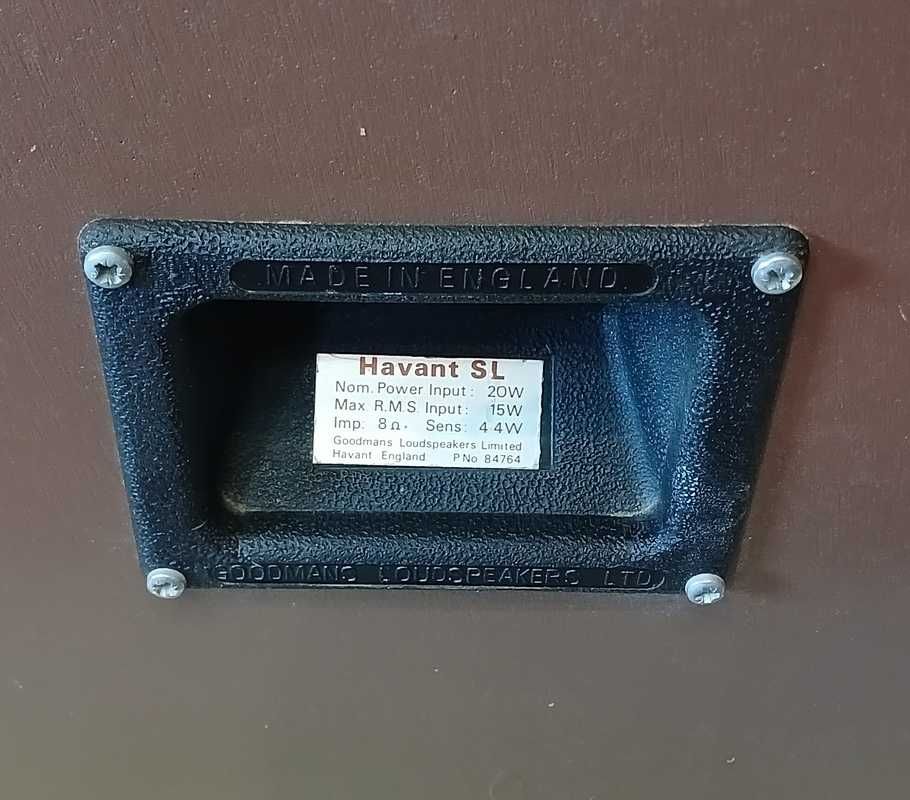 MADE IN ENGLAND
Havant SL
Nom. Power Input: 20W
Max. R.M.S. Input: 15W
Imp: 8Ω. Sens: 4·4W
Goodmans Loudspeakers Limited
Havant England P No 84764
GOODMANS LOUDSPEAKERS LTD.